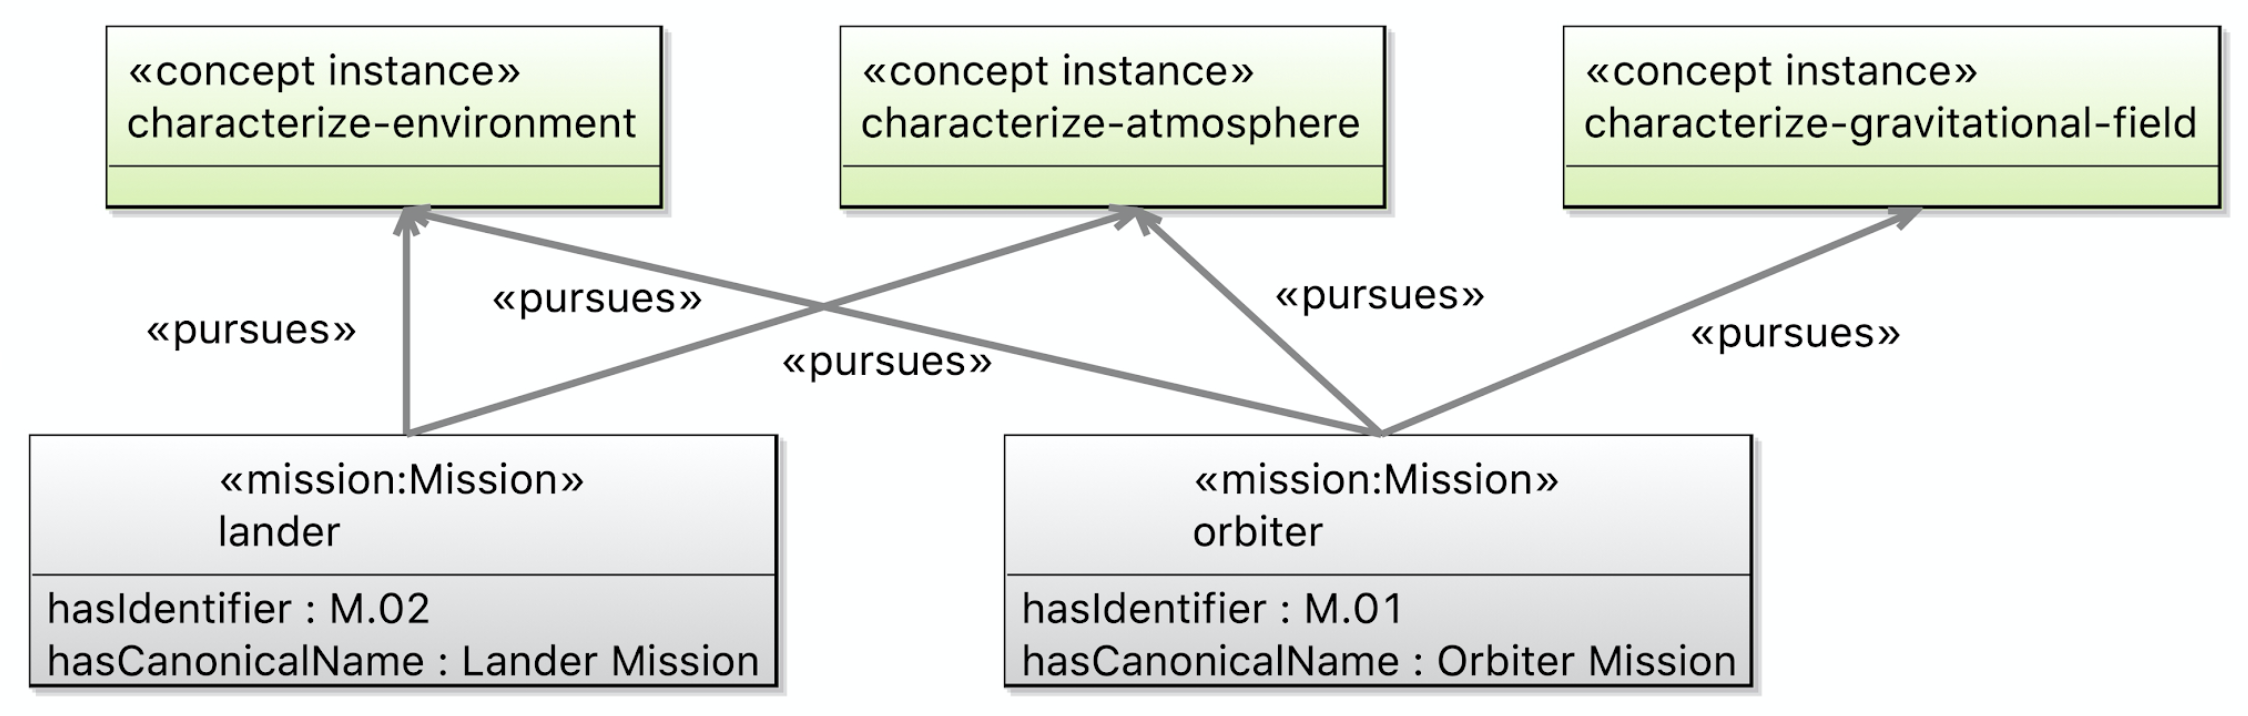 «concept instance»
characterize-environment
«concept instance»
characterize-atmosphere
«concept instance»
characterize-gravitational-field
«pursues»
«pursues»
«pursues»
«pursues»
«pursues»
«mission:Mission»
lander
hasIdentifier : M.02
hasCanonicalName : Lander Mission
«mission:Mission»
orbiter
hasIdentifier : M.01
hasCanonicalName : Orbiter Mission